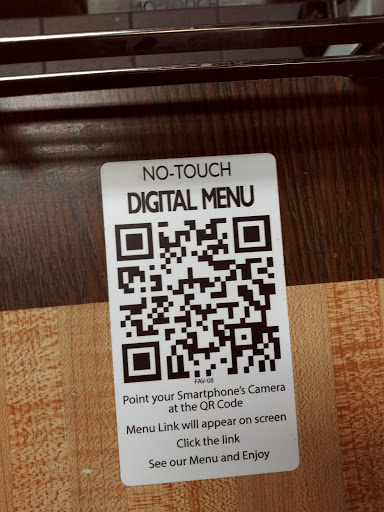 NO-TOUCH
DIGITAL MENU
FAV-08
Point your Smartphone's Camera
at the QR Code
Menu Link will appear on screen
Click the link
See our Menu and Enjoy